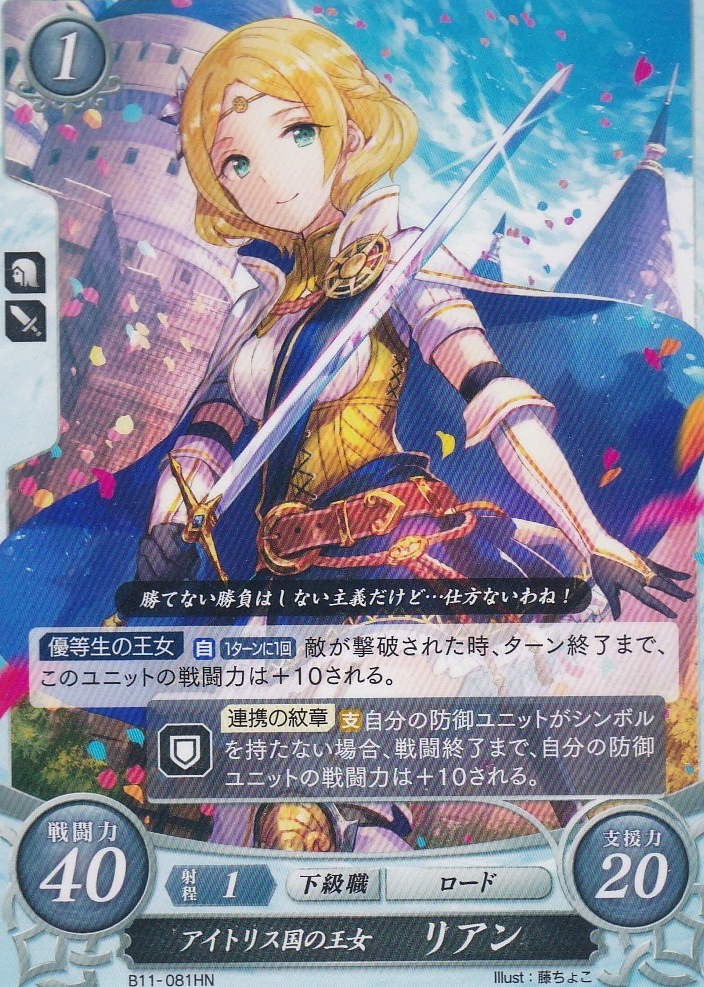 1
勝てない勝負はしない主義だけど…仕方ないわね！
優等生の王女 自 1ターンに1回 敵が撃破された時、ターン終了まで、
このユニットの戦闘力は＋10される。
連携の紋章 支 自分の防御ユニットがシンボル
を持たない場合、戦闘終了まで、自分の防御
ユニットの戦闘力は＋10される。
戦闘力
40
射程 1 下級職 ロード
支援力
20
アイトリス国の王女 リアン
B11-081HN
Illust：藤ちょこ